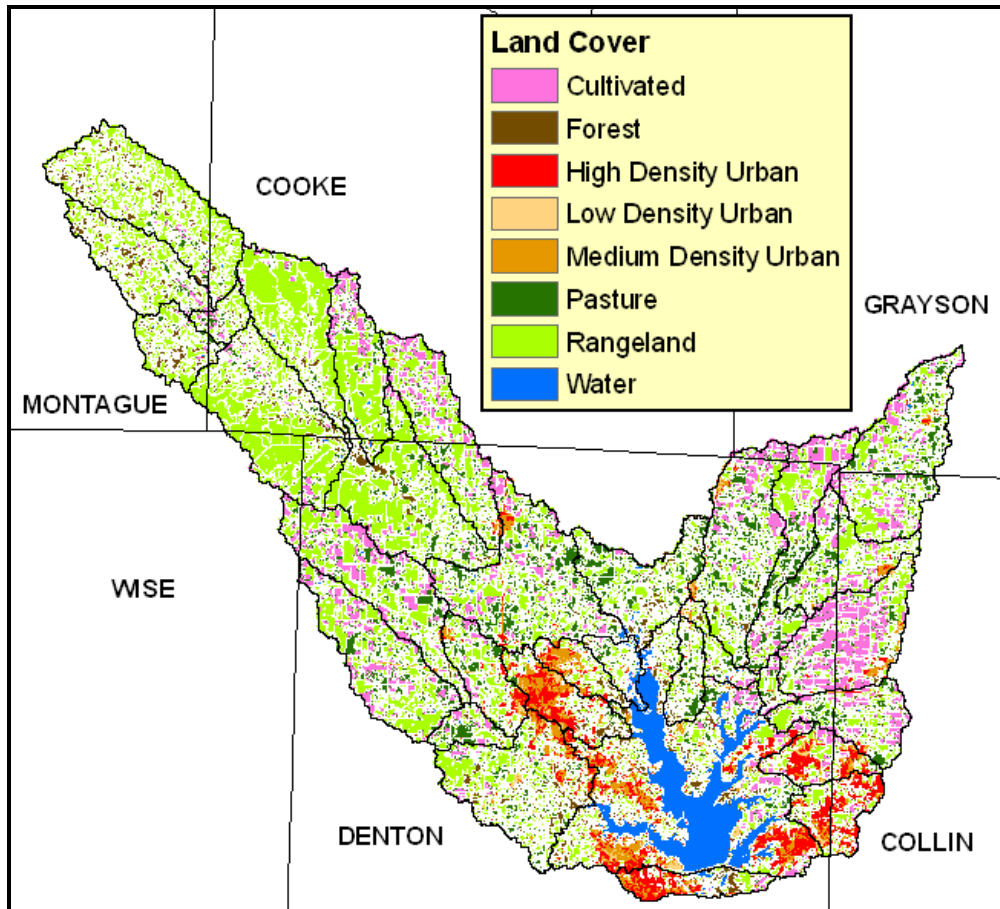 Land Cover
Cultivated
Forest
High Density Urban
Low Density Urban
Medium Density Urban
Pasture
Rangeland
Water
COOKE
GRAYSON
MONTAGUE
WISE
DENTON
COLLIN